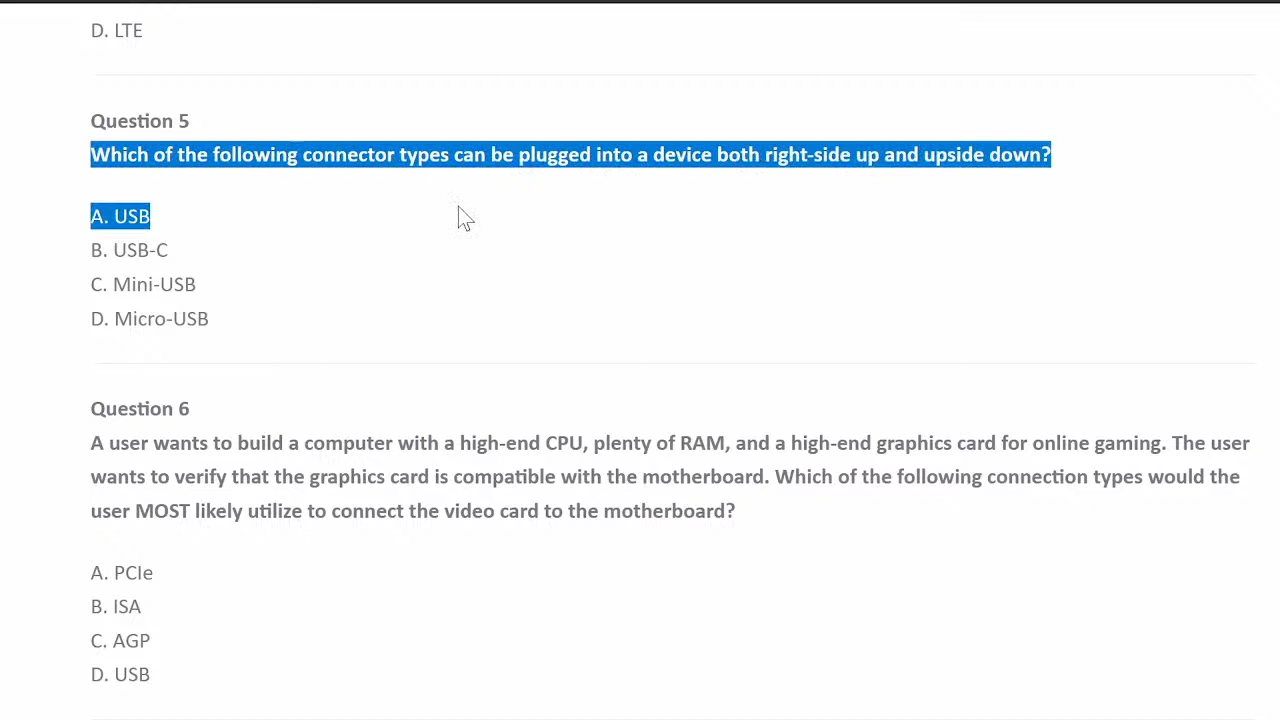 D. LTE
Question 5
Which of the following connector types can be plugged into a device both right-side up and upside down?
A. USB
B. USB-C
C. Mini-USB
D. Micro-USB
Question 6
A user wants to build a computer with a high-end CPU, plenty of RAM, and a high-end graphics card for online gaming. The user
wants to verify that the graphics card is compatible with the motherboard. Which of the following connection types would the
user MOST likely utilize to connect the video card to the motherboard?
A. PCIe
B. ISA
C. AGP
D. USB